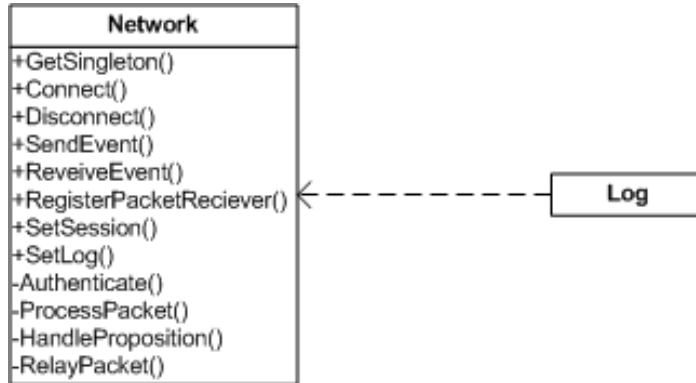 Network
+GetSingleton()
+Connect()
+Disconnect()
+SendEvent()
+ReveiveEvent()
+RegisterPacketReciever()
+SetSession()
+SetLog()
-Authenticate()
-ProcessPacket()
-HandleProposition()
-RelayPacket()
Log